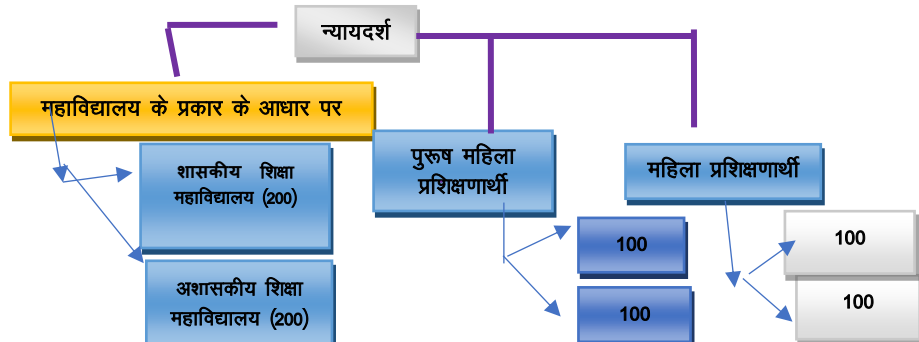 न्यायदर्श
महाविद्यालय के प्रकार के आधार पर
शासकीय शिक्षा
महाविद्यालय (200)
अशासकीय शिक्षा
महाविद्यालय (200)
पुरूष महिला
प्रशिक्षणार्थी
100
100
महिला प्रशिक्षणार्थी
100
100